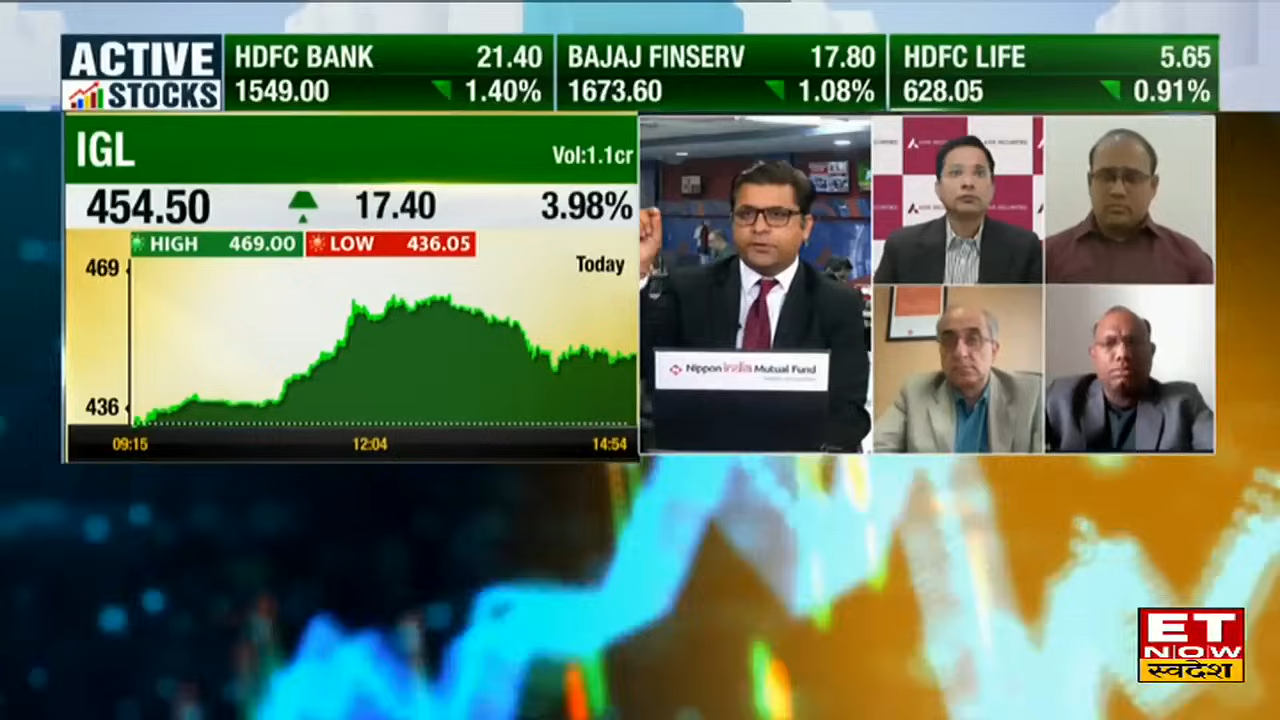 ACTIVE
STOCKS
HDFC BANK 21.40
1549.00 1.40%
BAJAJ FINSERV 17.80
1673.60 1.08%
HDFC LIFE 5.65
628.05 0.91%
IGL
Vol:1.1cr
454.50 17.40 3.98%
HIGH 469.00 LOW 436.05
469
Today
436
09:15 12:04 14:54
Nippon india Mutual Fund
ET
NOW
स्वदेश